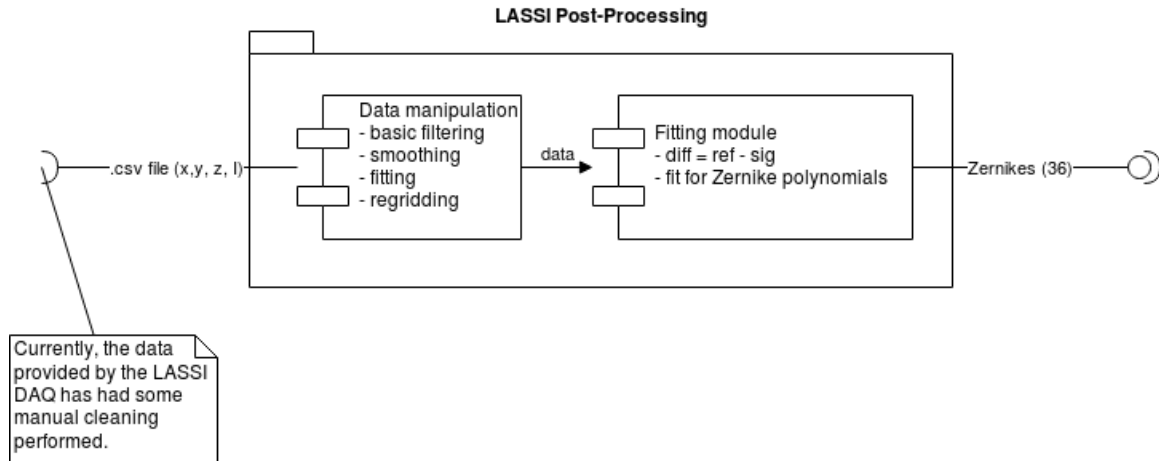 LASSI Post-Processing
Data manipulation
- basic filtering
- smoothing
- fitting
- regridding
Fitting module
- diff = ref - sig
- fit for Zernike polynomials
.csv file (x,y, z, I)
data
Zernikes (36)
Currently, the data
provided by the LASSI
DAQ has had some
manual cleaning
performed.